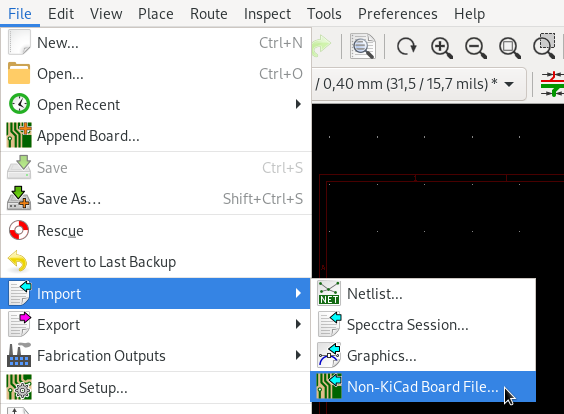 File Edit View Place Route Inspect Tools Preferences Help
New... Ctrl+N
Open... Ctrl+O
/ 0,40 mm (31,5 / 15,7 mils) *
Open Recent
Append Board...
Save Ctrl+S
Save As... Shift+Ctrl+S
Rescue
Revert to Last Backup
Import
Netlist...
NET
Export
Specctra Session...
Fabrication Outputs
Graphics...
Board Setup...
Non-KiCad Board File...